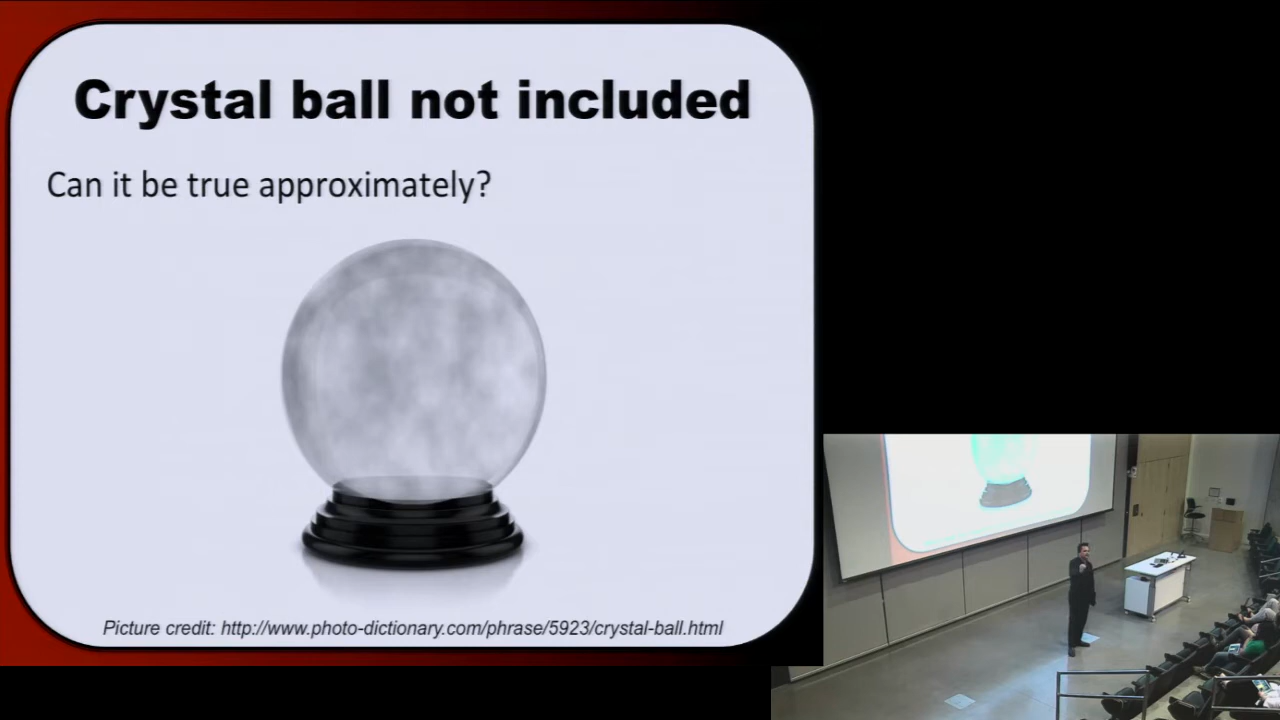 Crystal ball not included
Can it be true approximately?
Picture credit: http://www.photo-dictionary.com/phrase/5923/crystal-ball.html